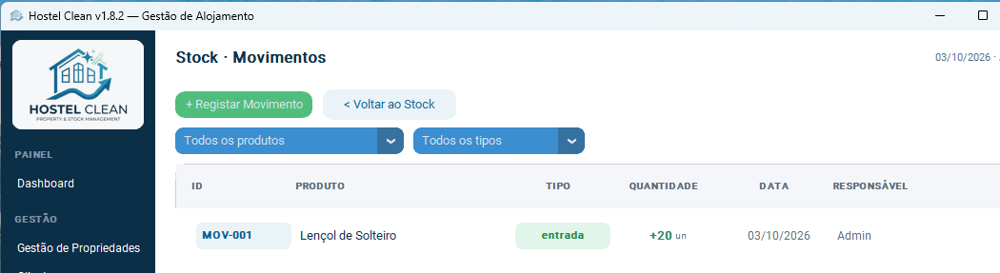 Hostel Clean v1.8.2 — Gestão de Alojamento
HOSTEL CLEAN
PROPERTY & STOCK MANAGEMENT
PAINEL
Dashboard
GESTÃO
Gestão de Propriedades
Stock · Movimentos
03/10/2026 ·
+ Registar Movimento
< Voltar ao Stock
Todos os produtos
Todos os tipos
ID PRODUTO TIPO QUANTIDADE DATA RESPONSÁVEL
MOV-001 Lençol de Solteiro entrada +20 un 03/10/2026 Admin